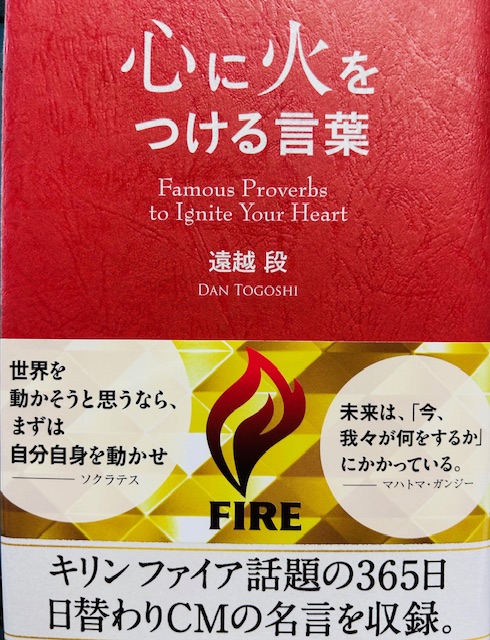 心に火を
つける言葉
Famous Proverbs
to Ignite Your Heart
遠越 段
DAN TOGOSHI
世界を
動かそうと思うなら、
まずは
自分自身を動かせ
ソクラテス
未来は、「今、
我々が何をするか」
にかかっている。
マハトマ・ガンジー
FIRE
キリン ファイア話題の365日
日替わりCMの名言を収録。